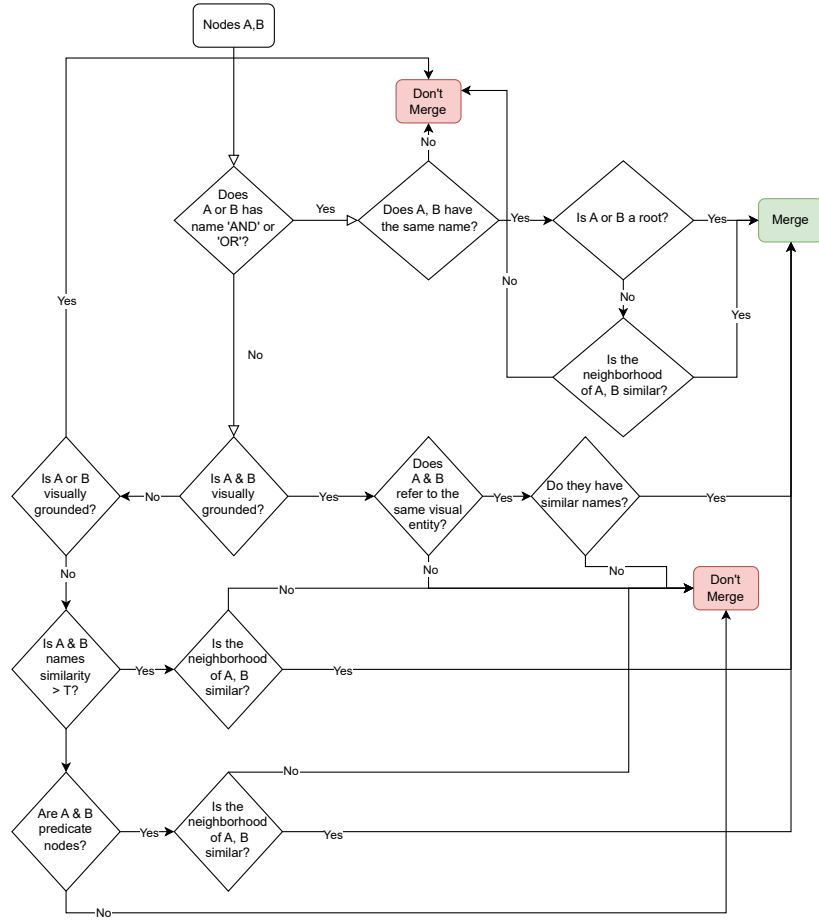 Nodes A,B
Don't
Merge
No
Does
A or B has
name 'AND' or
'OR'?
Yes
Does A, B have
the same name?
Yes
Is A or B a root?
Yes
Merge
No
No
Yes
Yes
No
Is the
neighborhood
of A, B similar?
Is A or B
visually
grounded?
No
Is A & B
visually
grounded?
Yes
Does
A & B
refer to the
same visual
entity?
Yes
Do they have
similar names?
Yes
No
No
No
No
Don't
Merge
Is A & B
names
similarity
> T?
Yes
Is the
neighborhood
of A, B
similar?
Yes
No
Are A & B
predicate
nodes?
Yes
Is the
neighborhood
of A, B
similar?
Yes
No